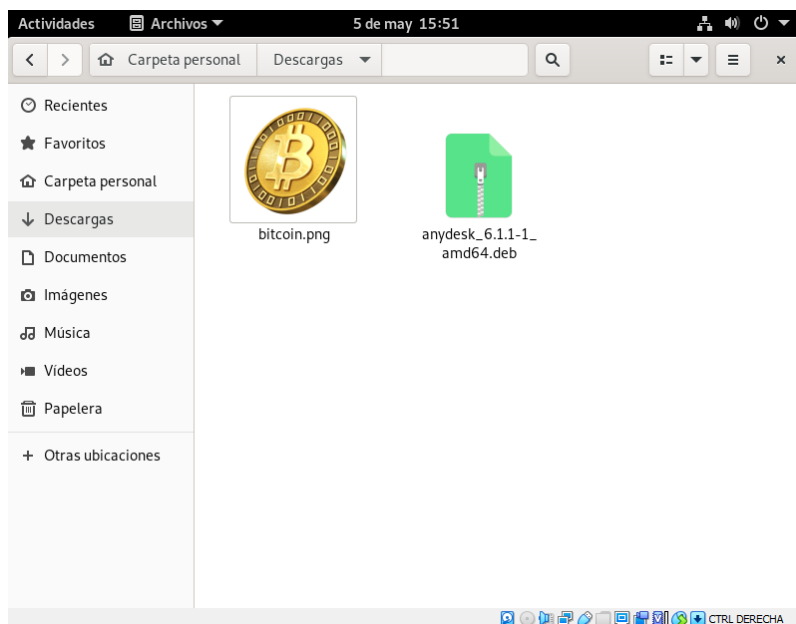 Actividades Archivos 5 de may 15:51
Carpeta personal Descargas
Recientes
Favoritos
Carpeta personal
Descargas
Documentos
Imágenes
Música
Vídeos
Papelera
Otras ubicaciones
bitcoin.png
anydesk_6.1.1-1_
amd64.deb
CTRL DERECHA